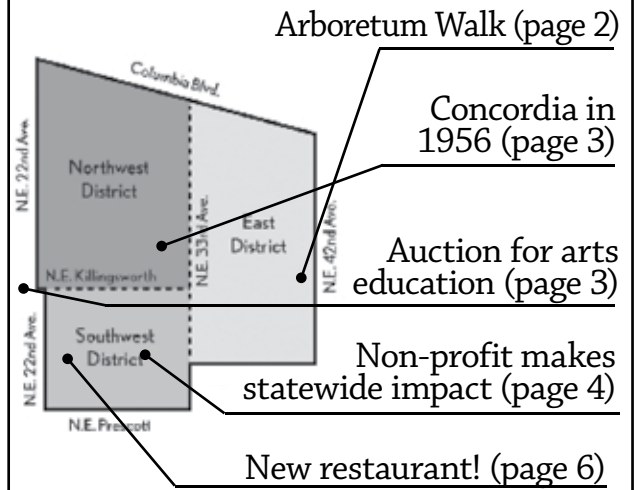 Arboretum Walk (page 2)
Columbia Blvd.
Concordia in
1956 (page 3)
N.E. 22nd Ave.
Northwest
District
N.E. 33rd Ave.
East
District
N.E. 42nd Ave.
Auction for arts
education (page 3)
N.E. Killingsworth
N.E. 22nd Ave.
Southwest
District
Non-profit makes
statewide impact (page 4)
N.E. Prescott
New restaurant! (page 6)